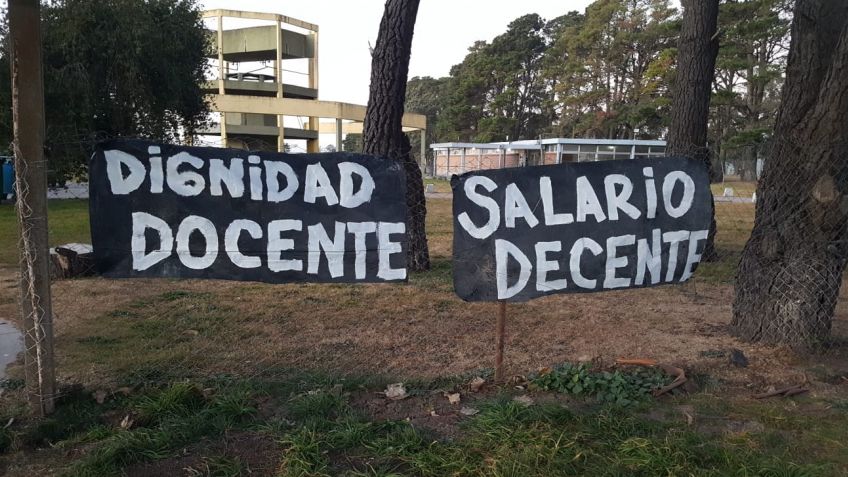 DIGNIDAD
DOCENTE
SALARIO
DECENTE